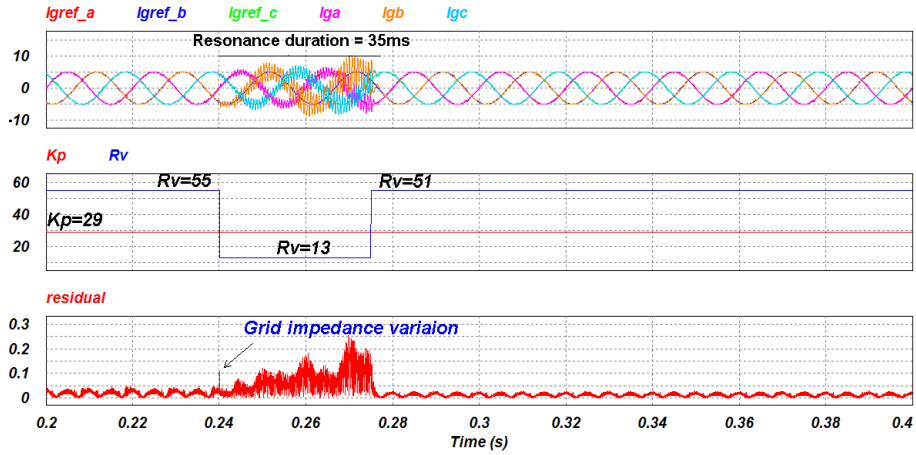 Igref_a Igref_b Igref_c Iga Igb Igc
Resonance duration = 35ms
10
0
-10
Kp Rv
60
40
20
Rv=55
Rv=51
Kp=29
Rv=13
residual
0.3
0.2
0.1
0
Grid impedance variaion
0.2 0.22 0.24 0.26 0.28 0.3 0.32 0.34 0.36 0.38 0.4
Time (s)